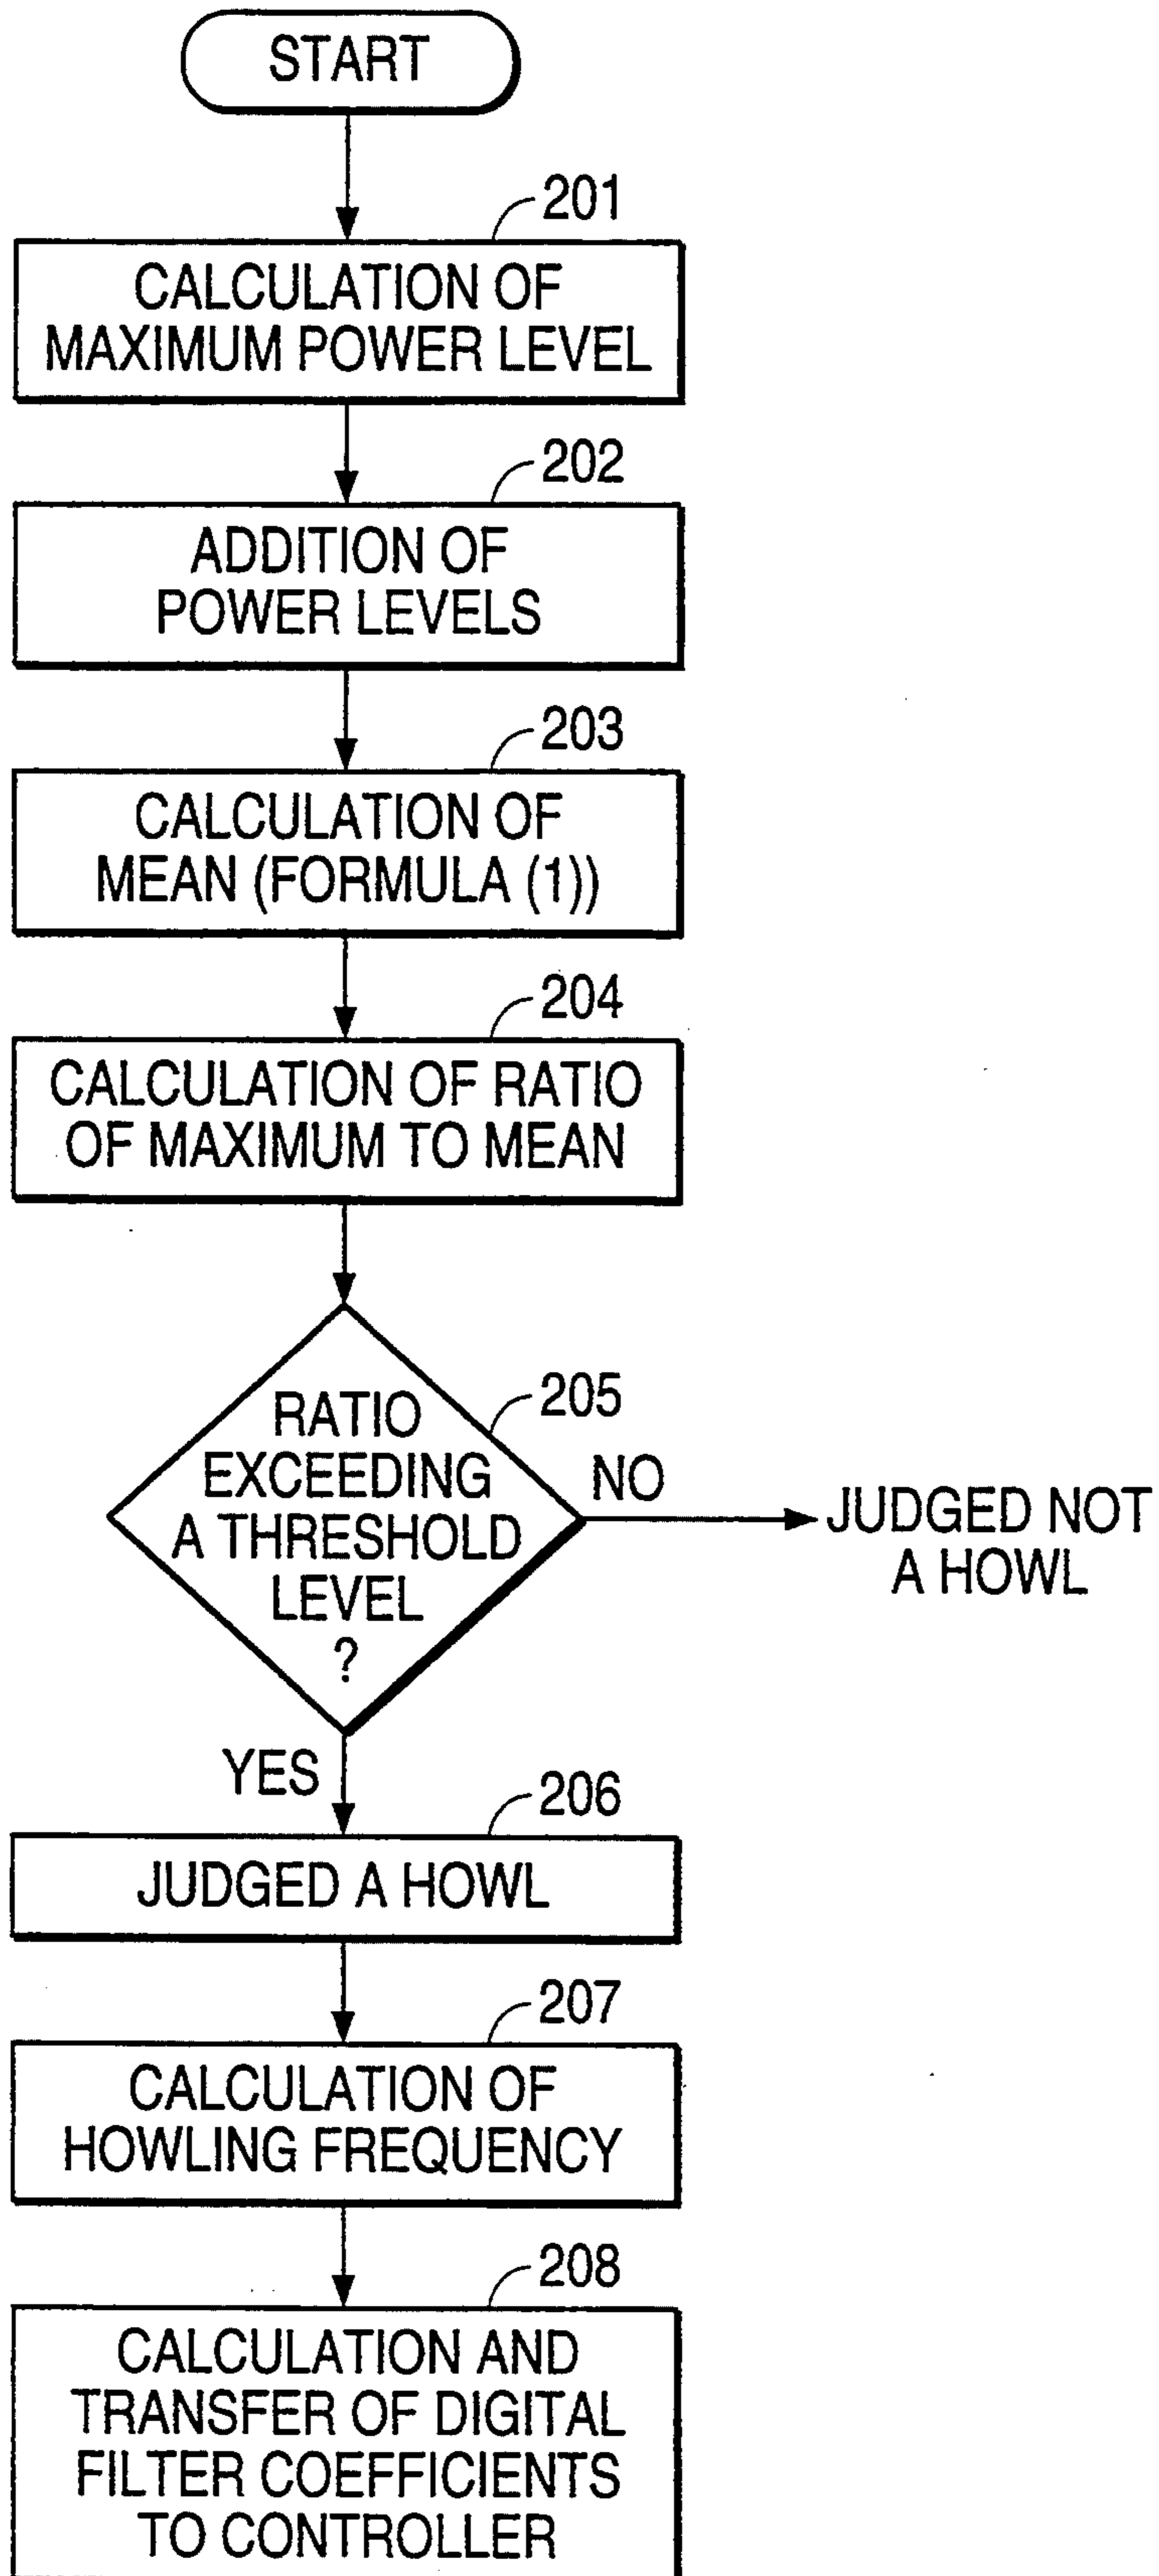 START
201
CALCULATION OF
MAXIMUM POWER LEVEL
202
ADDITION OF
POWER LEVELS
203
CALCULATION OF
MEAN (FORMULA (1))
204
CALCULATION OF RATIO
OF MAXIMUM TO MEAN
205
RATIO
EXCEEDING
A THRESHOLD
LEVEL
?
NO
JUDGED NOT
A HOWL
YES
206
JUDGED A HOWL
207
CALCULATION OF
HOWLING FREQUENCY
208
CALCULATION AND
TRANSFER OF DIGITAL
FILTER COEFFICIENTS
TO CONTROLLER